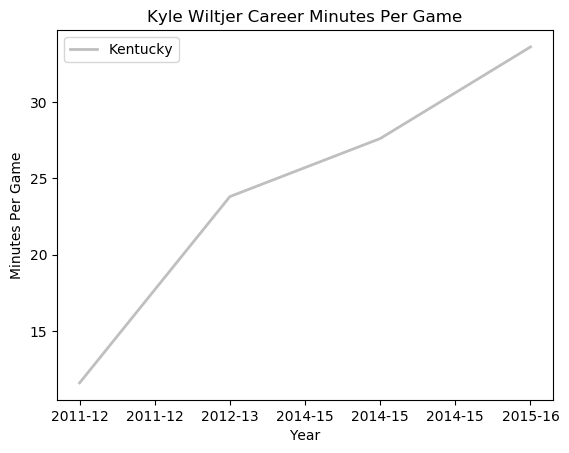 Kyle Wiltjer Career Minutes Per Game
Kentucky
30
25
20
15
Minutes Per Game
2011-12 2011-12 2012-13 2014-15 2014-15 2014-15 2015-16
Year